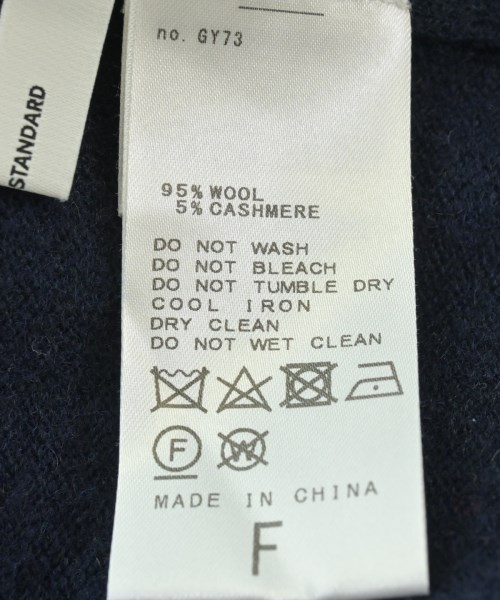 STANDARD
no. GY73
95% WOOL
5% CASHMERE
DO NOT WASH
DO NOT BLEACH
DO NOT TUMBLE DRY
COOL IRON
DRY CLEAN
DO NOT WET CLEAN
F W
MADE IN CHINA
F